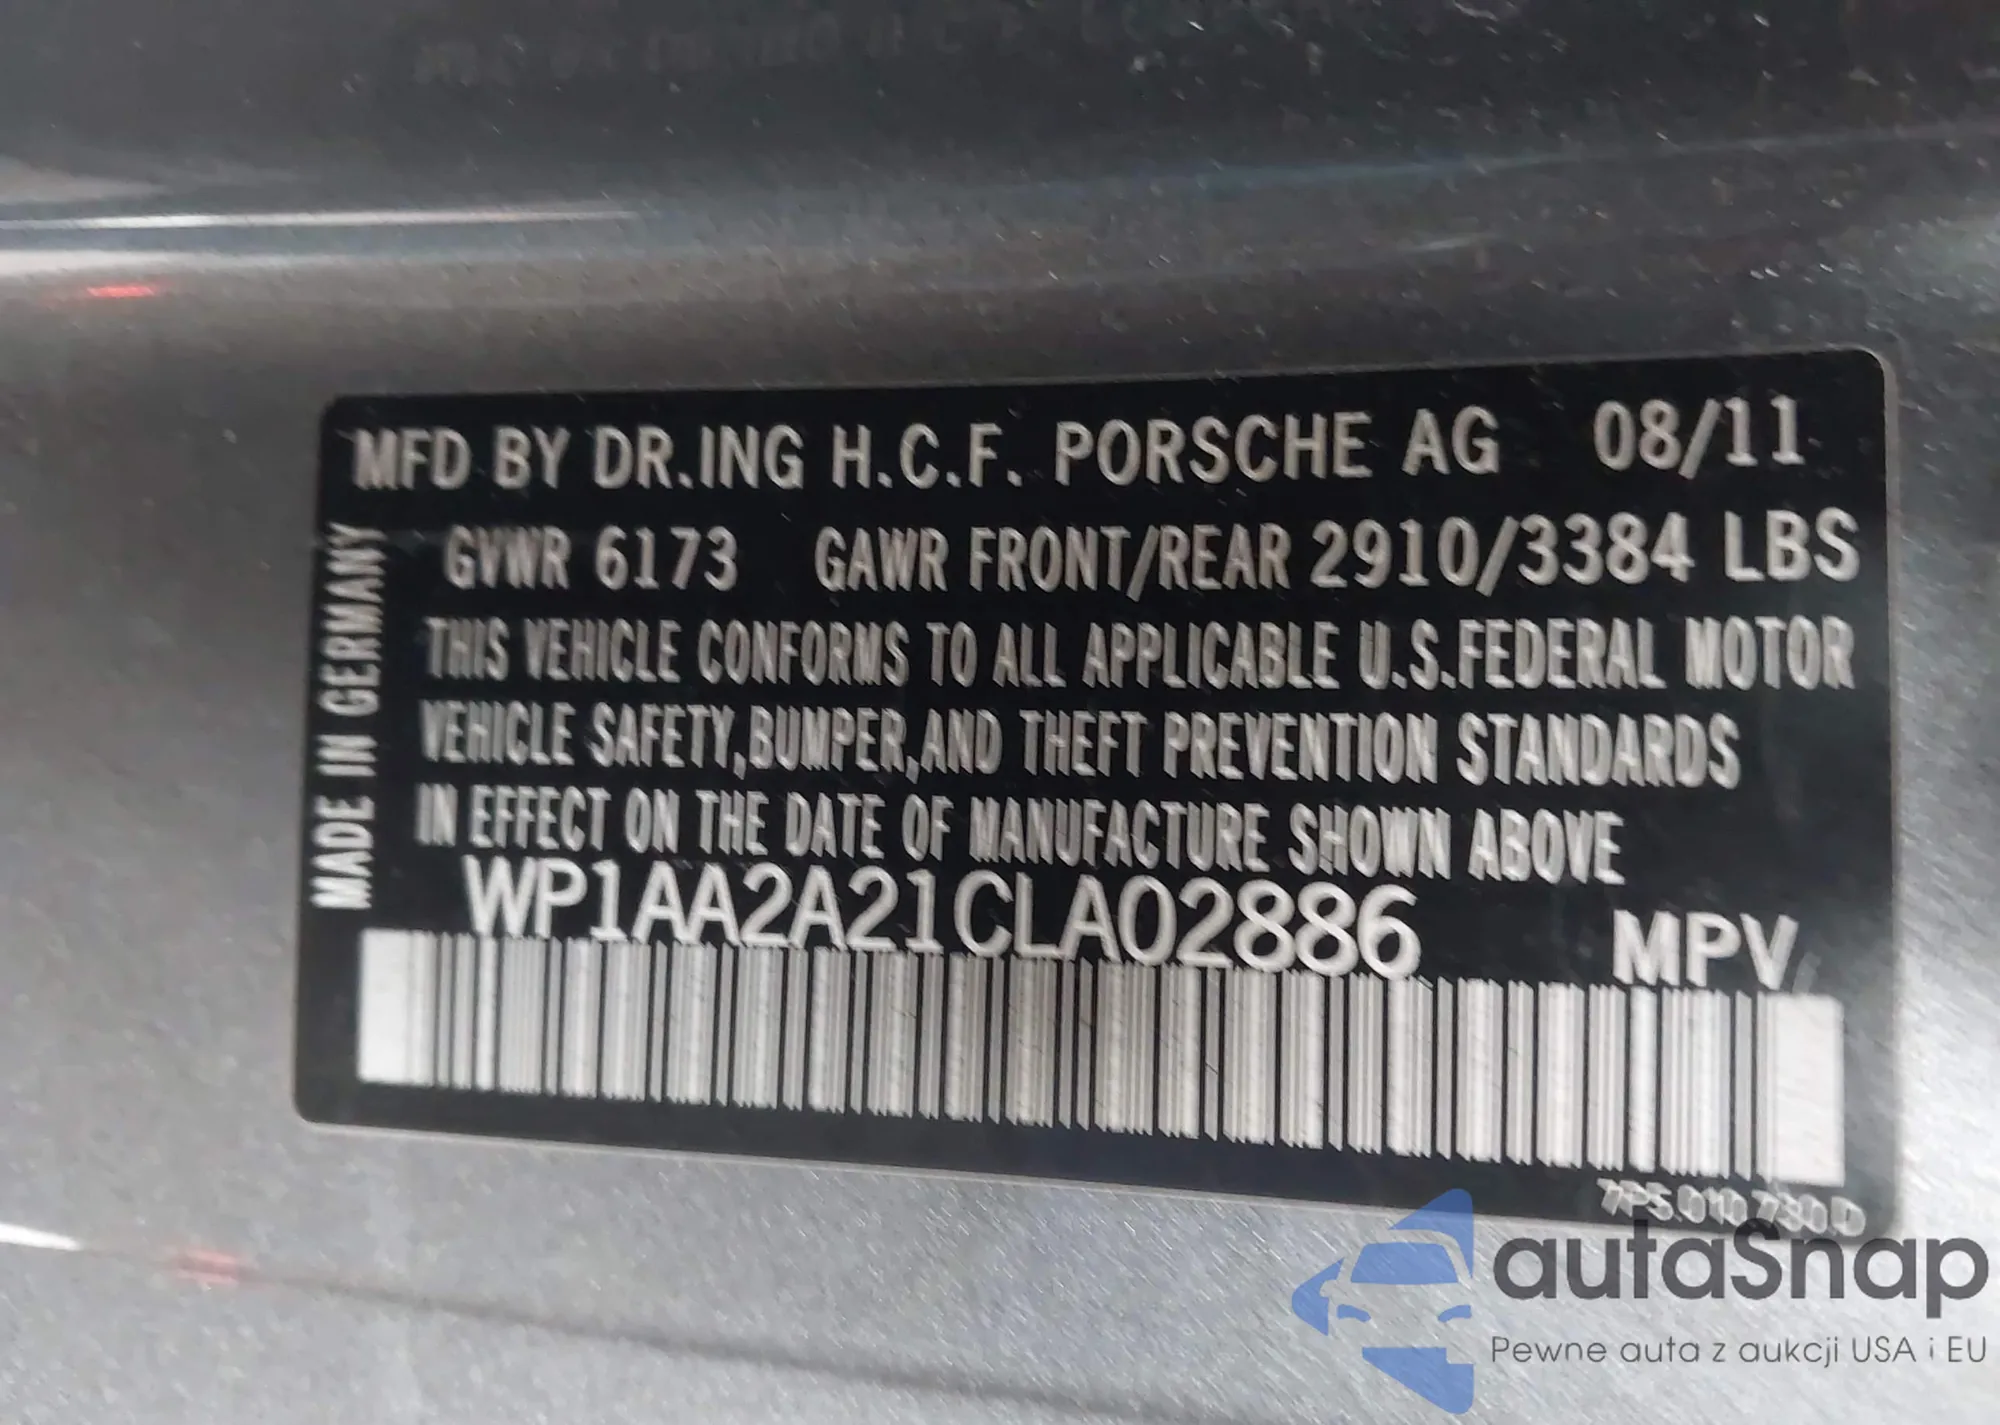 MFD BY DR.ING H.C.F. PORSCHE AG 08/11
GVWR 6173 GAWR FRONT/REAR 2910/3384 LBS
THIS VEHICLE CONFORMS TO ALL APPLICABLE U.S.FEDERAL MOTOR
VEHICLE SAFETY,BUMPER,AND THEFT PREVENTION STANDARDS
IN EFFECT ON THE DATE OF MANUFACTURE SHOWN ABOVE
WP1AA2A21CLA02886 MPV
MADE IN GERMANY
7P5.010.730.D
autaSnap
Pewne auta z aukcji USA i EU